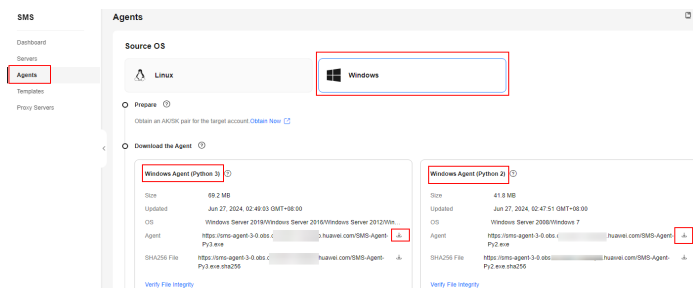 SMS
Agents
Dashboard
Servers
Agents
Templates
Proxy Servers
Source OS
Linux
Windows
Prepare
Obtain an AK/SK pair for the target account. Obtain Now
Download the Agent
Windows Agent (Python 3)
Size 69.2 MB
Updated Jun 27, 2024, 02:49:03 GMT+08:00
OS Windows Server 2019/Windows Server 2016/Windows Server 2012/Win...
Agent https://sms-agent-3-0.obs.c huawei.com/SMS-Agent-
Py3.exe
SHA256 File https://sms-agent-3-0.obs.c huawei.com/SMS-Agent-
Py3.exe.sha256
Verify File Integrity
Windows Agent (Python 2)
Size 41.8 MB
Updated Jun 27, 2024, 02:47:51 GMT+08:00
OS Windows Server 2008/Windows 7
Agent https://sms-agent-3-0.obs.c huawei.com/SMS-Agent-
Py2.exe
SHA256 File https://sms-agent-3-0.obs huawei.com/SMS-Agent-
Py2.exe.sha256
Verify File Integrity